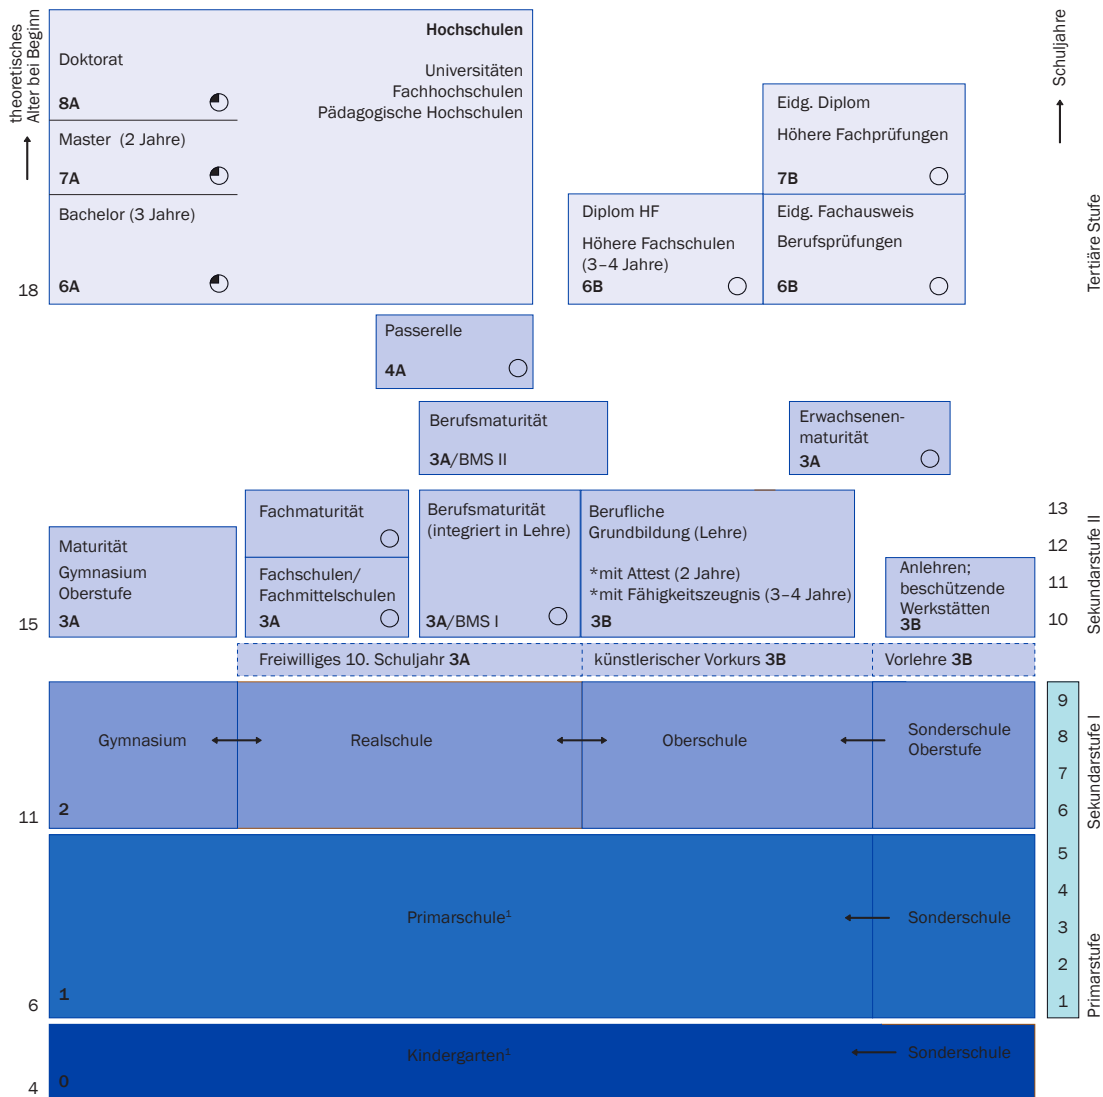 theoretisches
Alter bei Beginn
Schuljahre
Hochschulen
Universitäten
Fachhochschulen
Pädagogische Hochschulen
Doktorat
8A
Master (2 Jahre)
7A
Bachelor (3 Jahre)
6A
18
Eidg. Diplom
Höhere Fachprüfungen
7B
Diplom HF
Höhere Fachschulen
(3–4 Jahre)
6B
Eidg. Fachausweis
Berufsprüfungen
6B
Tertiäre Stufe
Passerelle
4A
Berufsmaturität
3A/BMS II
Erwachsenen-
maturität
3A
Maturität
Gymnasium
Oberstufe
3A
15
Fachmaturität
Fachschulen/
Fachmittelschulen
3A
Berufsmaturität
(integriert in Lehre)
3A/BMS I
Berufliche
Grundbildung (Lehre)
*mit Attest (2 Jahre)
*mit Fähigkeitszeugnis (3–4 Jahre)
3B
Anlehren;
beschützende
Werkstätten
3B
13
12
11
10
Sekundarstufe II
Freiwilliges 10. Schuljahr 3A
künstlerischer Vorkurs 3B
Vorlehre 3B
Gymnasium
Realschule
Oberschule
Sonderschule
Oberstufe
2
11
9
8
7
6
Sekundarstufe I
Primarschule¹
Sonderschule
1
6
5
4
3
2
1
Primarstufe
Kindergarten¹
Sonderschule
0
4